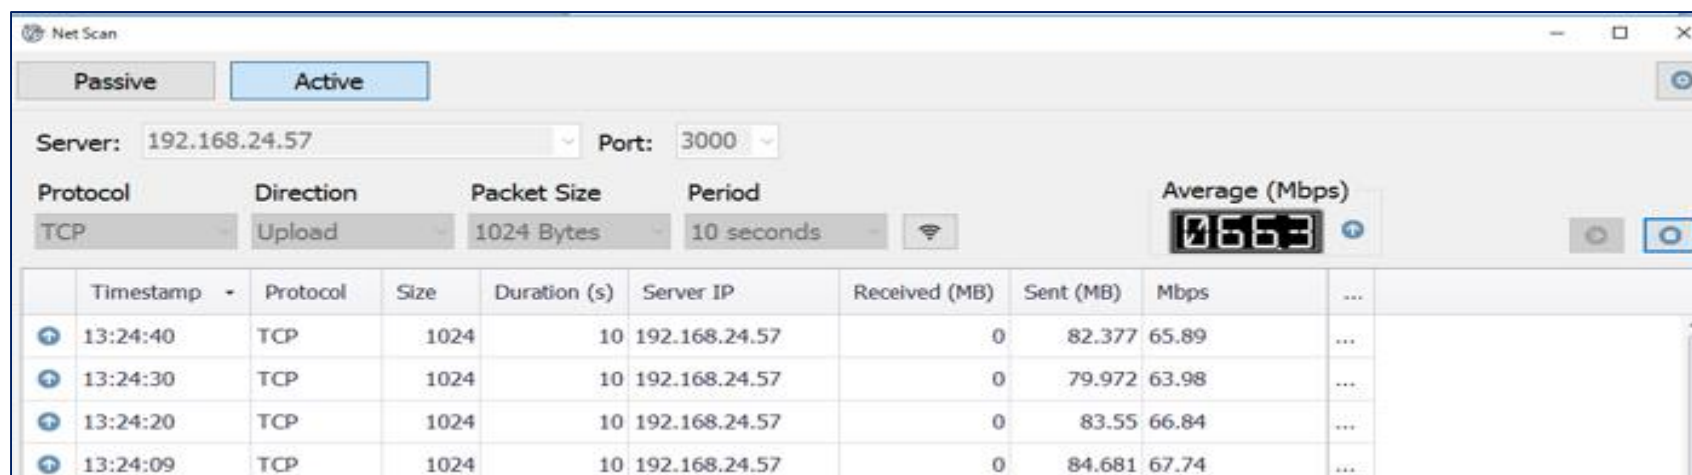 Net Scan
Passive Active
Server: 192.168.24.57 Port: 3000
Protocol Direction Packet Size Period Average (Mbps)
TCP Upload 1024 Bytes 10 seconds 066.3
Timestamp Protocol Size Duration (s) Server IP Received (MB) Sent (MB) Mbps ...
13:24:40 TCP 1024 10 192.168.24.57 0 82.377 65.89 ...
13:24:30 TCP 1024 10 192.168.24.57 0 79.972 63.98 ...
13:24:20 TCP 1024 10 192.168.24.57 0 83.55 66.84 ...
13:24:09 TCP 1024 10 192.168.24.57 0 84.681 67.74 ...